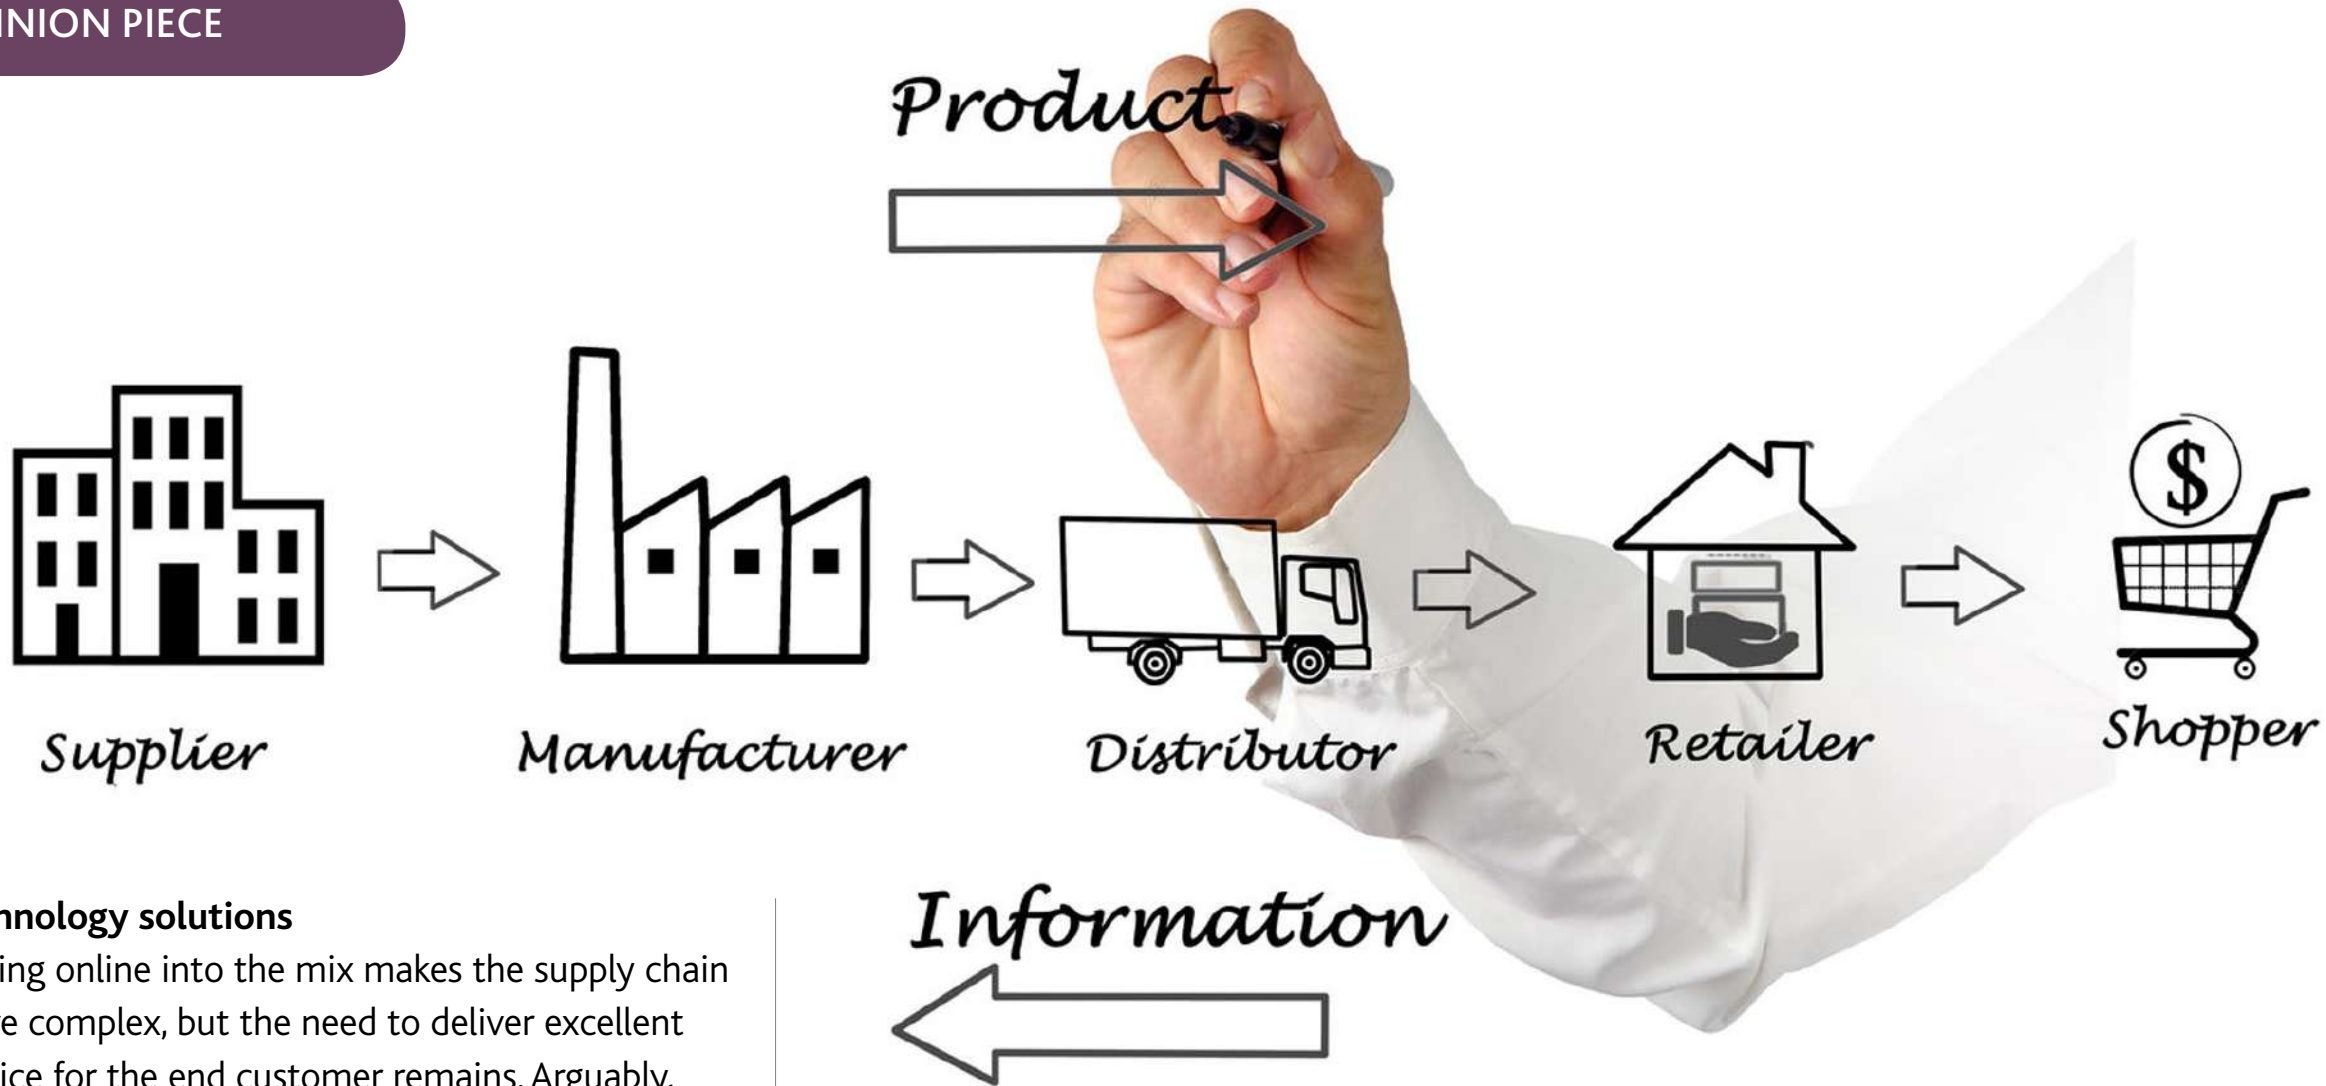 INION PIECE
Product
$
Supplier
Manufacturer
Distributor
Retailer
Shopper
Information
hnology solutions
ing online into the mix makes the supply chain
e complex, but the need to deliver excellent
ice for the end customer remains. Arguably,